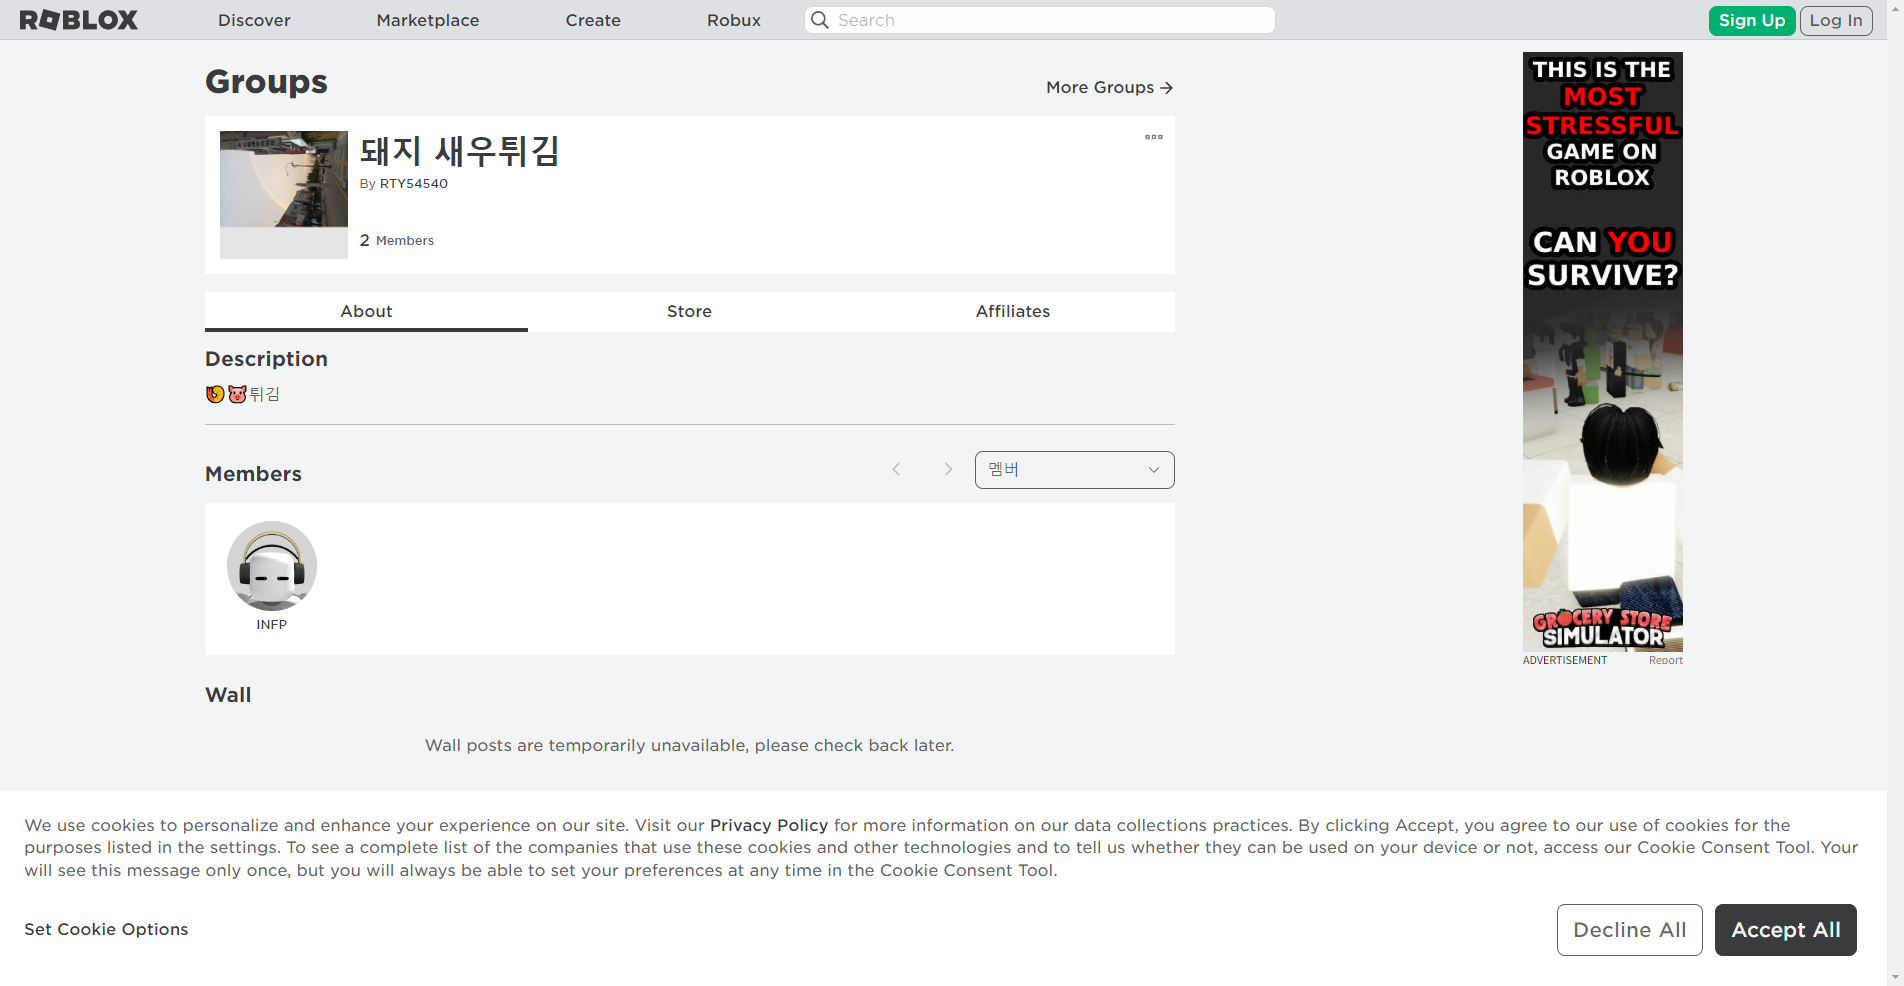 ROBLOX
Discover
Marketplace
Create
Robux
Search
Sign Up
Log In
Groups
More Groups
돼지 새우튀김
By RTY54540
2 Members
About
Store
Affiliates
Description
🍤🐷튀김
Members
멤버
INFP
Wall
Wall posts are temporarily unavailable, please check back later.
THIS IS THE
MOST
STRESSFUL
GAME ON
ROBLOX
CAN YOU
SURVIVE?
GROCERY STORE
SIMULATOR
ADVERTISEMENT
Report
We use cookies to personalize and enhance your experience on our site. Visit our Privacy Policy for more information on our data collections practices. By clicking Accept, you agree to our use of cookies for the
purposes listed in the settings. To see a complete list of the companies that use these cookies and other technologies and to tell us whether they can be used on your device or not, access our Cookie Consent Tool. Your
will see this message only once, but you will always be able to set your preferences at any time in the Cookie Consent Tool.
Set Cookie Options
Decline All
Accept All